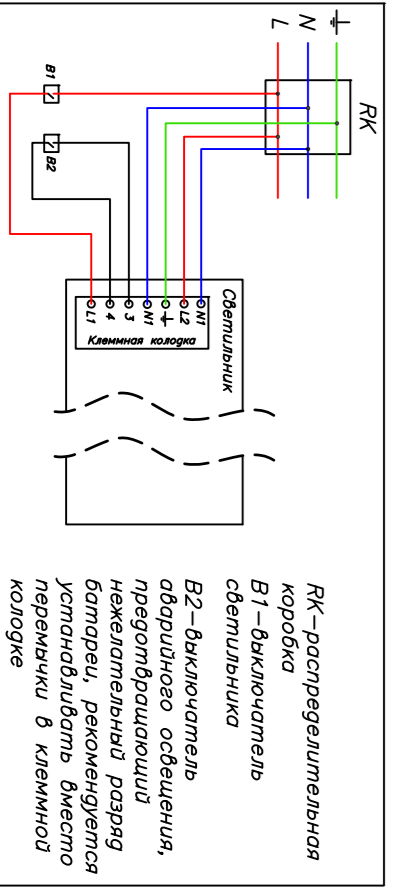 RK
L
N
B1
B2
Светильник
N1
L2
N1
3
4
L1
Клеммная колодка
RK-распределительная
коробка
B1-выключатель
светильника
B2-выключатель
аварийного освещения,
предотвращающий
нежелательный разряд
батареи, рекомендуется
устанавливать вместо
перемычки в клеммной
колодке